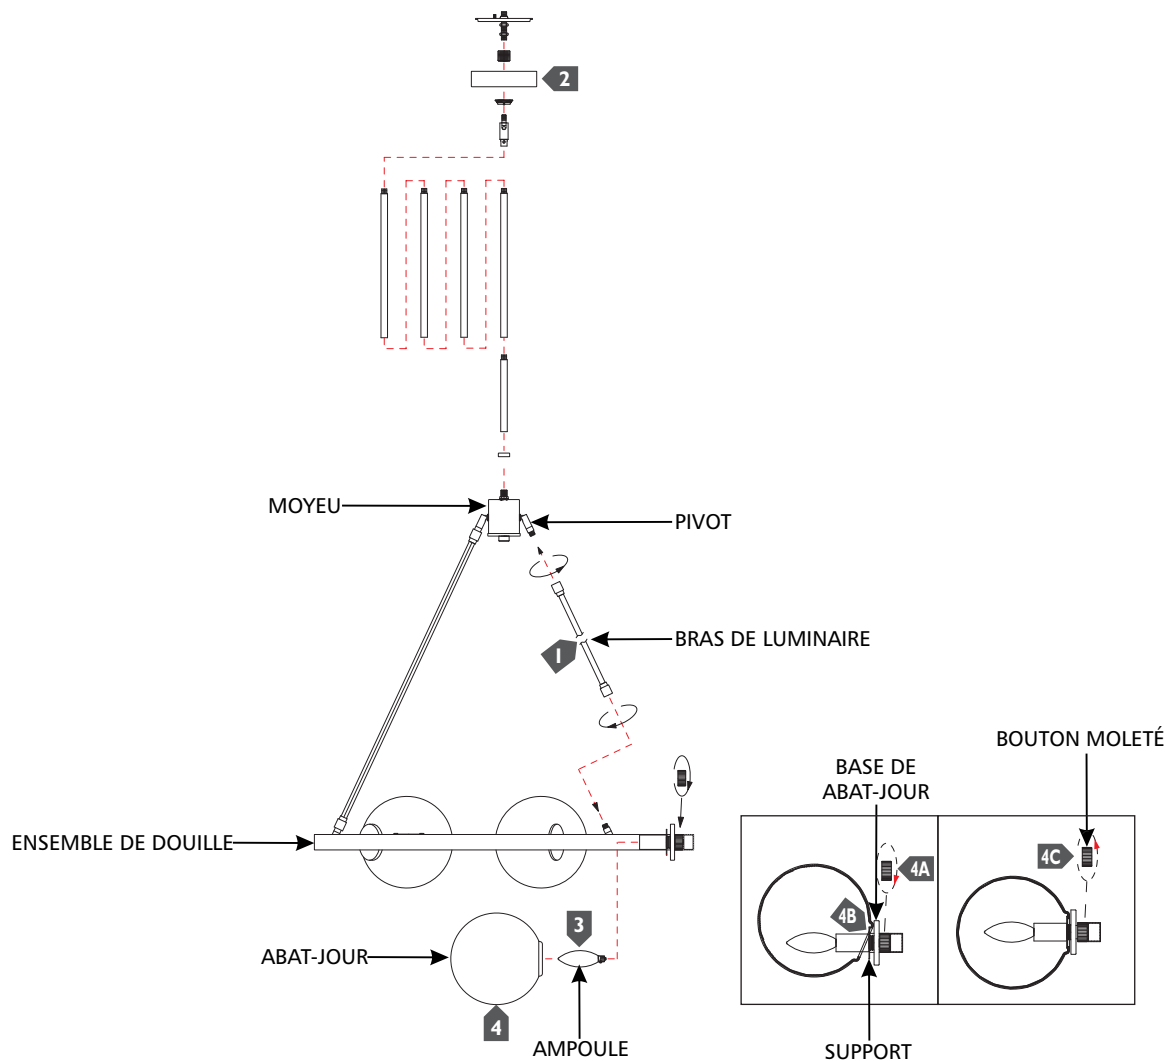 2
MOYEU
PIVOT
BRAS DE LUMINAIRE
1
BOUTON MOLETÉ
BASE DE
ABAT-JOUR
ENSEMBLE DE DOUILLE
4A
4C
4B
3
ABAT-JOUR
4
AMPOULE
SUPPORT